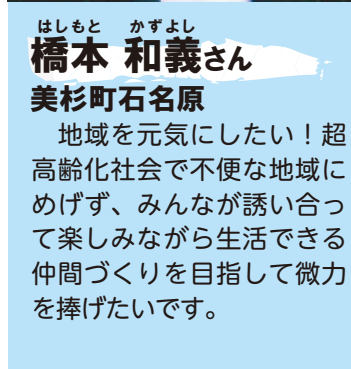 はしもと かずよし
橋本 和義さん
美杉町石名原
　地域を元気にしたい！超
高齢化社会で不便な地域に
めげず、みんなが誘い合っ
て楽しみながら生活できる
仲間づくりを目指して微力
を捧げたいです。